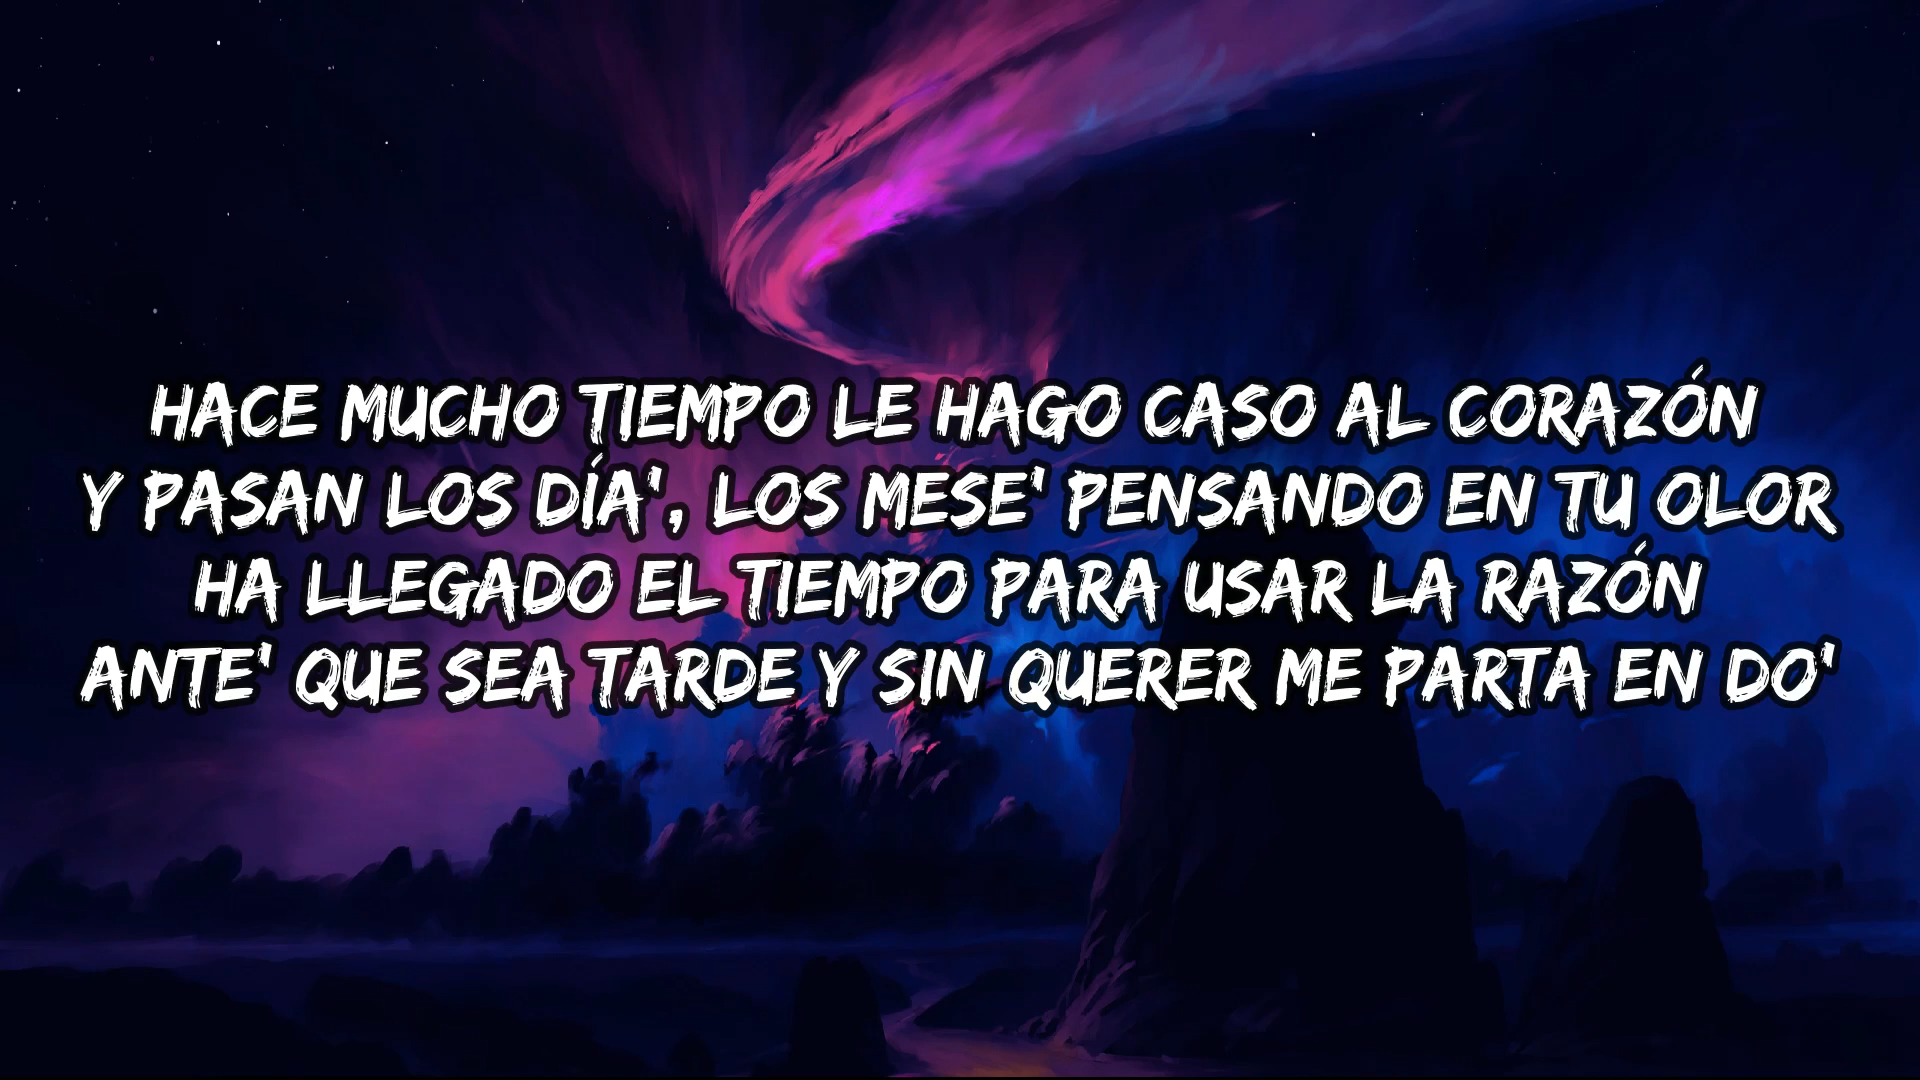 HACE MUCHO TIEMPO LE HAGO CASO AL CORAZÓN
Y PASAN LOS DÍA', LOS MESE' PENSANDO EN TU OLOR
HA LLEGADO EL TIEMPO PARA USAR LA RAZÓN
ANTE' QUE SEA TARDE Y SIN QUERER ME PARTA EN DO'